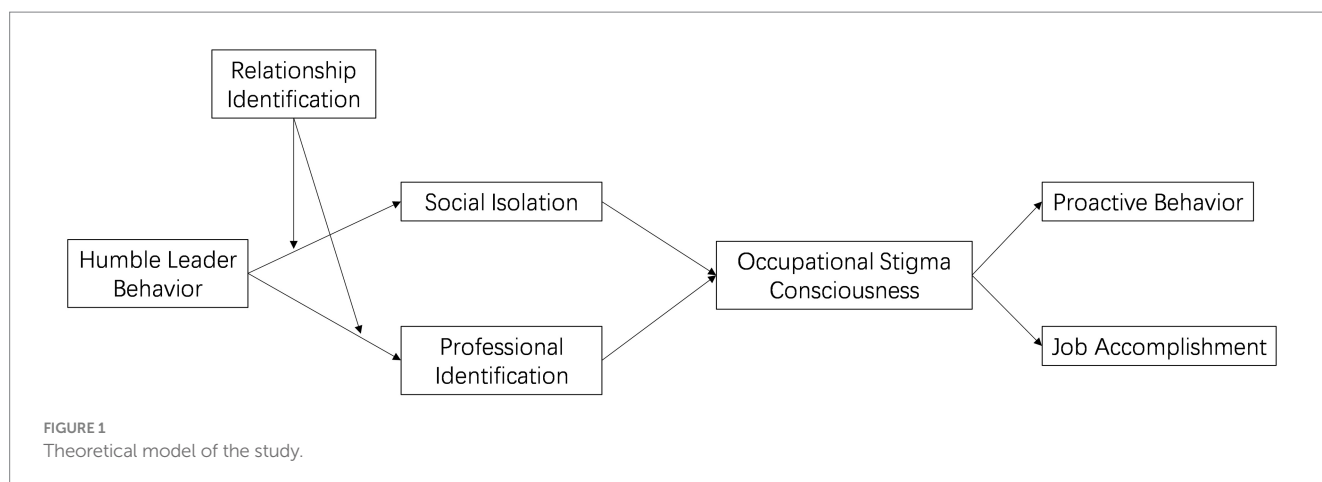 Relationship
Identification
Social Isolation
Proactive Behavior
Humble Leader
Behavior
Occupational Stigma
Consciousness
Professional
Identification
Job Accomplishment
FIGURE 1
Theoretical model of the study.